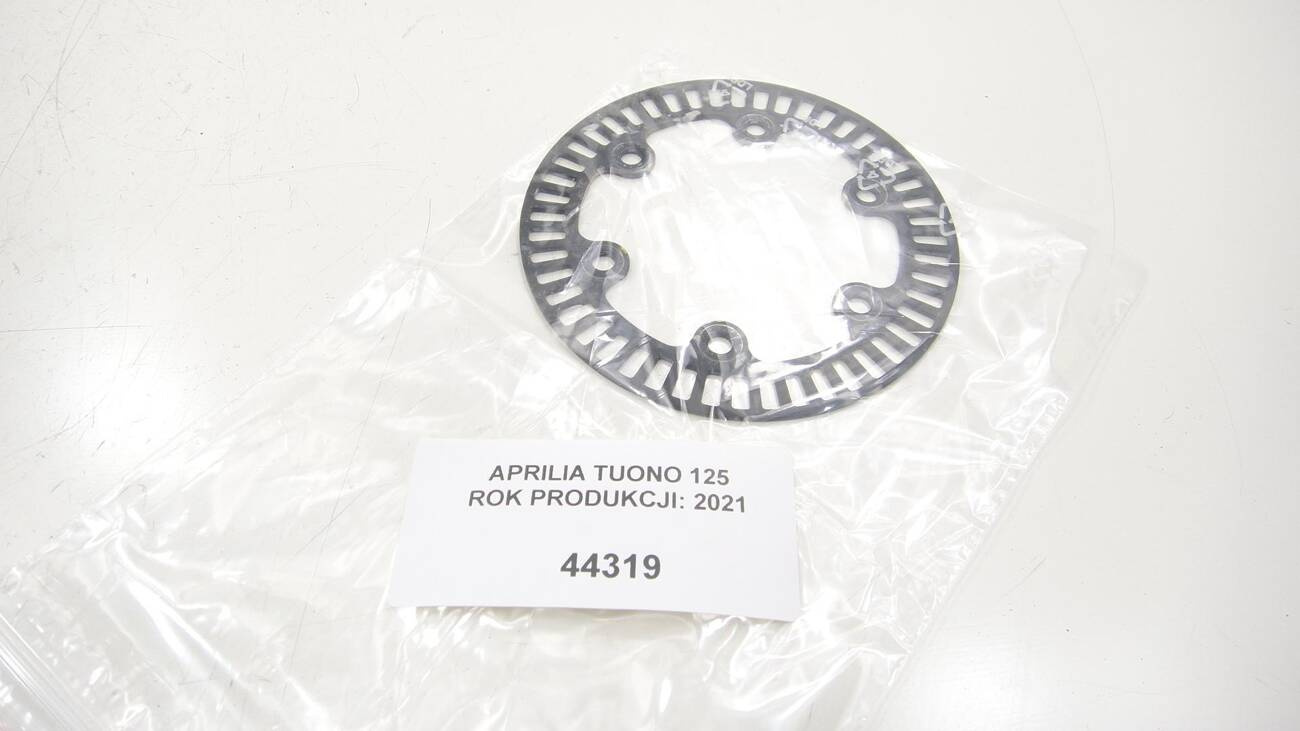 APRILIA TUONO 125
ROK PRODUKCJI: 2021
44319